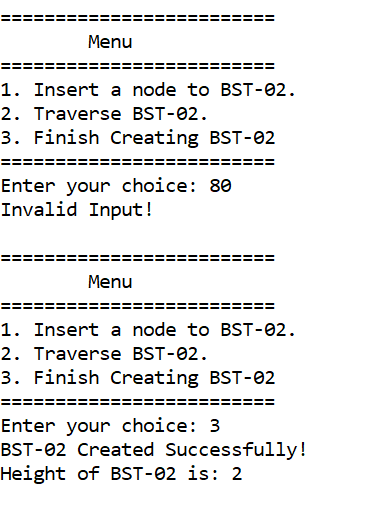 =========================
        Menu
=========================
1. Insert a node to BST-02.
2. Traverse BST-02.
3. Finish Creating BST-02
=========================
Enter your choice: 80
Invalid Input!

=========================
        Menu
=========================
1. Insert a node to BST-02.
2. Traverse BST-02.
3. Finish Creating BST-02
=========================
Enter your choice: 3
BST-02 Created Successfully!
Height of BST-02 is: 2